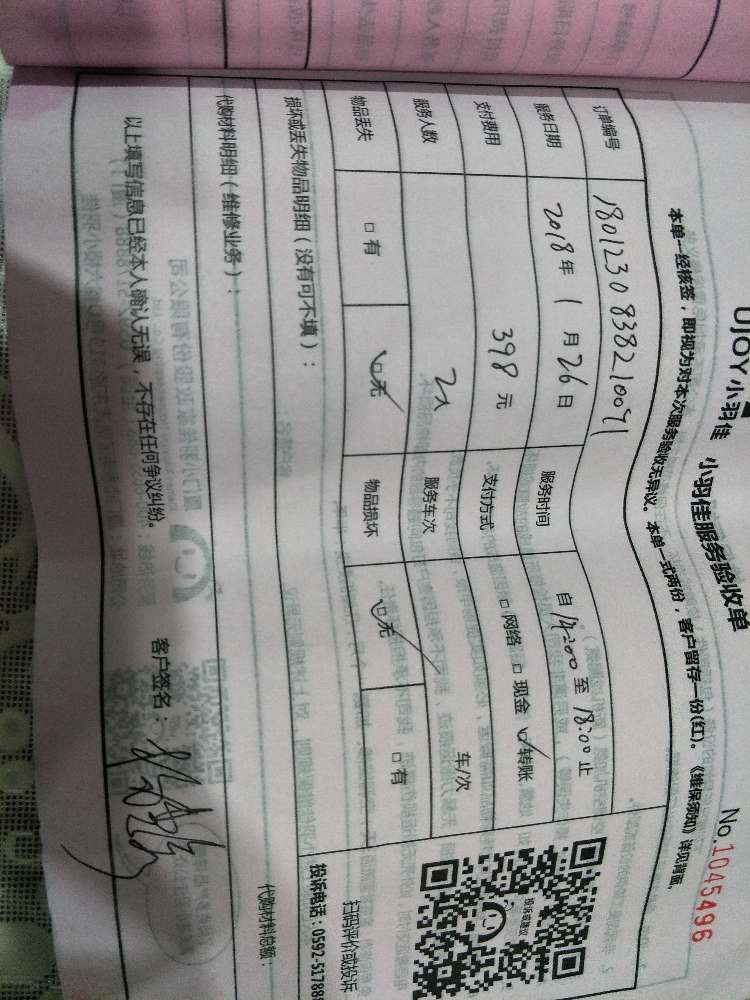 UJOY小羽佳 小羽佳服务验收单 No.1045496
本单一经核签，即视为对本次服务验收无异议。本单一式两份，客户留存一份(红)。《维保须知》详见背面。
订单编号 1801230838210091
服务日期 2018年1月26日 服务时间 自14:00至18:00止
支付费用 398元 支付方式 □网络 □现金 ☑转账
服务人数 2人 服务车次 车/次
物品丢失 □有 ☑无 物品损坏 ☑无 □有
损坏或丢失物品明细（没有可不填）：
代购材料明细（维修业务）： 代购材料总额：
以上填写信息已经本人确认无误，不存在任何争议纠纷。 客户签名：
投诉或建议
扫码评价或投诉
投诉电话：0592-517888